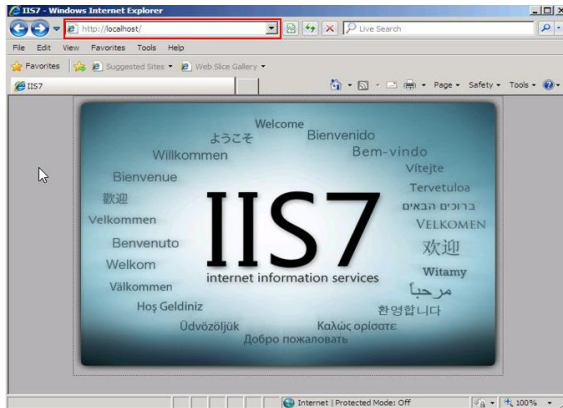 IIS7 - Windows Internet Explorer
http://localhost/
Live Search
File Edit View Favorites Tools Help
Favorites Suggested Sites Web Slice Gallery
IIS7 Page Safety Tools
Welcome
ようこそ Bienvenido
Willkommen Bem-vindo
Bienvenue Vítejte
歡迎 Tervetuloa
ברוכים הבאים
Velkommen VELKOMEN
Benvenuto 欢迎
IIS7
Welkom Witamy
internet information services
Välkommen مرحباً
Hoş Geldiniz 환영합니다
Üdvözöljük Καλώς ορίσατε
Добро пожаловать
Internet | Protected Mode: Off 100%